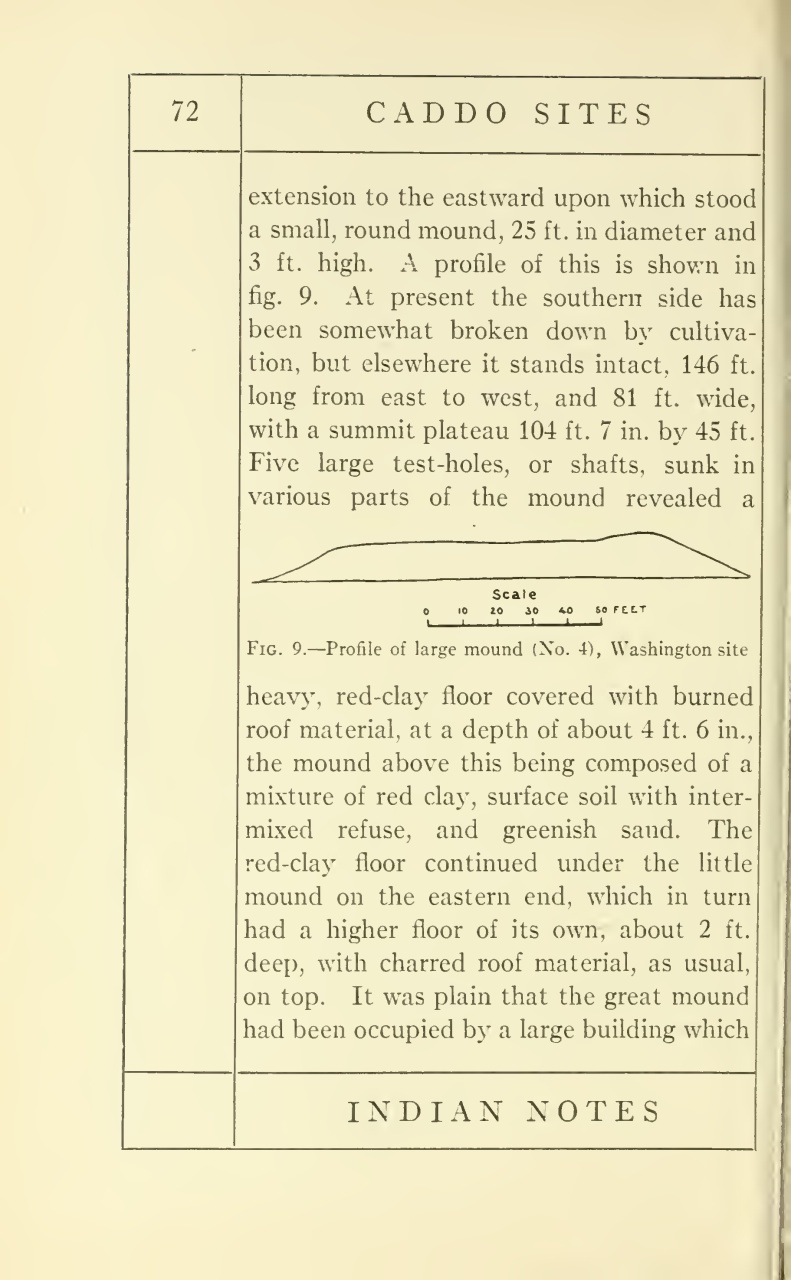 72
CADDO SITES
extension to the eastward upon which stood
a small, round mound, 25 ft. in diameter and
3 ft. high. A profile of this is shown in
fig. 9. At present the southern side has
been somewhat broken down by cultiva-
tion, but elsewhere it stands intact, 146 ft.
long from east to west, and 81 ft. wide,
with a summit plateau 104 ft. 7 in. by 45 ft.
Five large test-holes, or shafts, sunk in
various parts of the mound revealed a
Scale
0 10 20 30 40 50 FEET
FIG. 9.—Profile of large mound (No. 4), Washington site
heavy, red-clay floor covered with burned
roof material, at a depth of about 4 ft. 6 in.,
the mound above this being composed of a
mixture of red clay, surface soil with inter-
mixed refuse, and greenish sand. The
red-clay floor continued under the little
mound on the eastern end, which in turn
had a higher floor of its own, about 2 ft.
deep, with charred roof material, as usual,
on top. It was plain that the great mound
had been occupied by a large building which
INDIAN NOTES